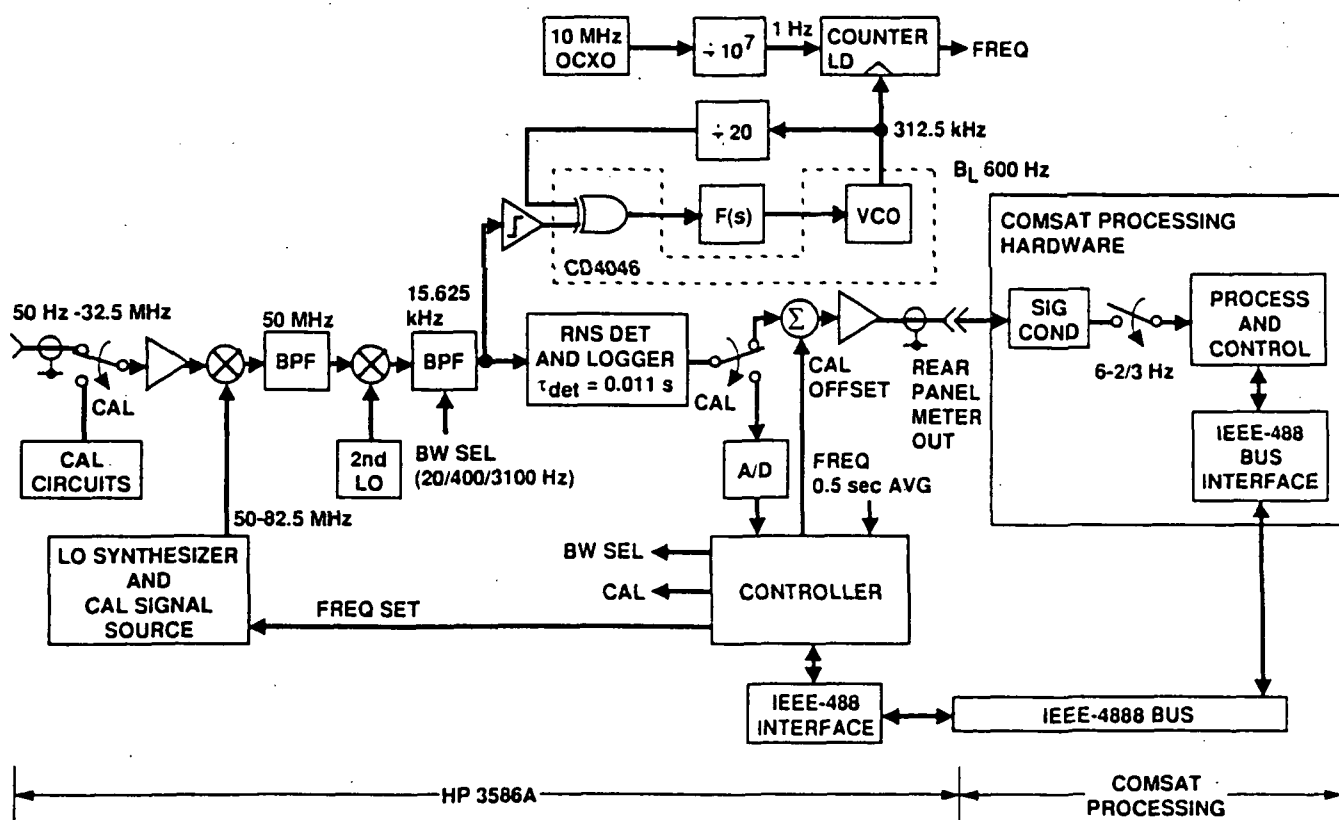 10 MHz
OCXO
÷ 10⁷
1 Hz
COUNTER
LD
FREQ
÷ 20
312.5 kHz
BL 600 Hz
F(s)
VCO
CD4046
COMSAT PROCESSING
HARDWARE
SIG
COND
6-2/3 Hz
PROCESS
AND
CONTROL
IEEE-488
BUS
INTERFACE
50 Hz -32.5 MHz
CAL
CAL
CIRCUITS
50 MHz
BPF
2nd
LO
15.625
kHz
BPF
BW SEL
(20/400/3100 Hz)
RNS DET
AND LOGGER
τdet = 0.011 s
CAL
Σ
CAL
OFFSET
REAR
PANEL
METER
OUT
A/D
FREQ
0.5 sec AVG
50-82.5 MHz
LO SYNTHESIZER
AND
CAL SIGNAL
SOURCE
FREQ SET
BW SEL
CAL
CONTROLLER
IEEE-488
INTERFACE
IEEE-4888 BUS
HP 3586A
COMSAT
PROCESSING